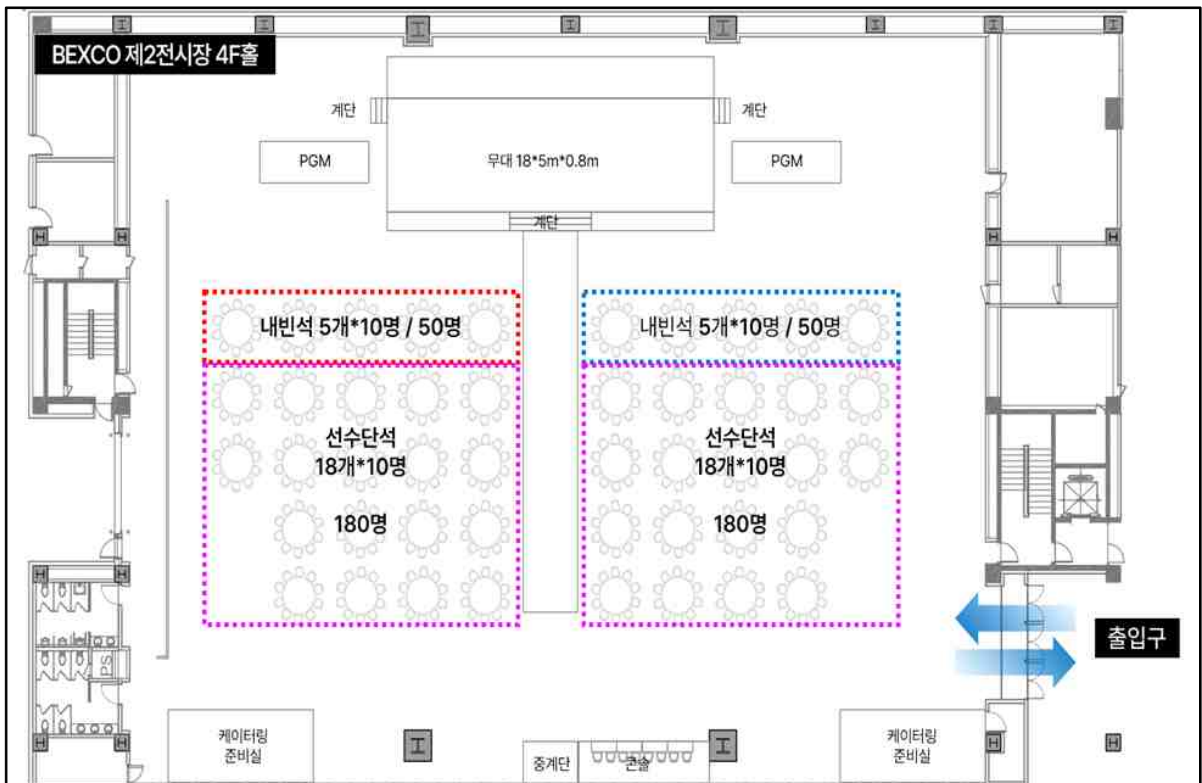 BEXCO 제2전시장 4F홀
계단
계단
PGM
무대 18*5m*0.8m
PGM
계단
내빈석 5개*10명 / 50명
내빈석 5개*10명 / 50명
선수단석
18개*10명
180명
선수단석
18개*10명
180명
출입구
PS
케이터링
준비실
중계단
콘솔
케이터링
준비실